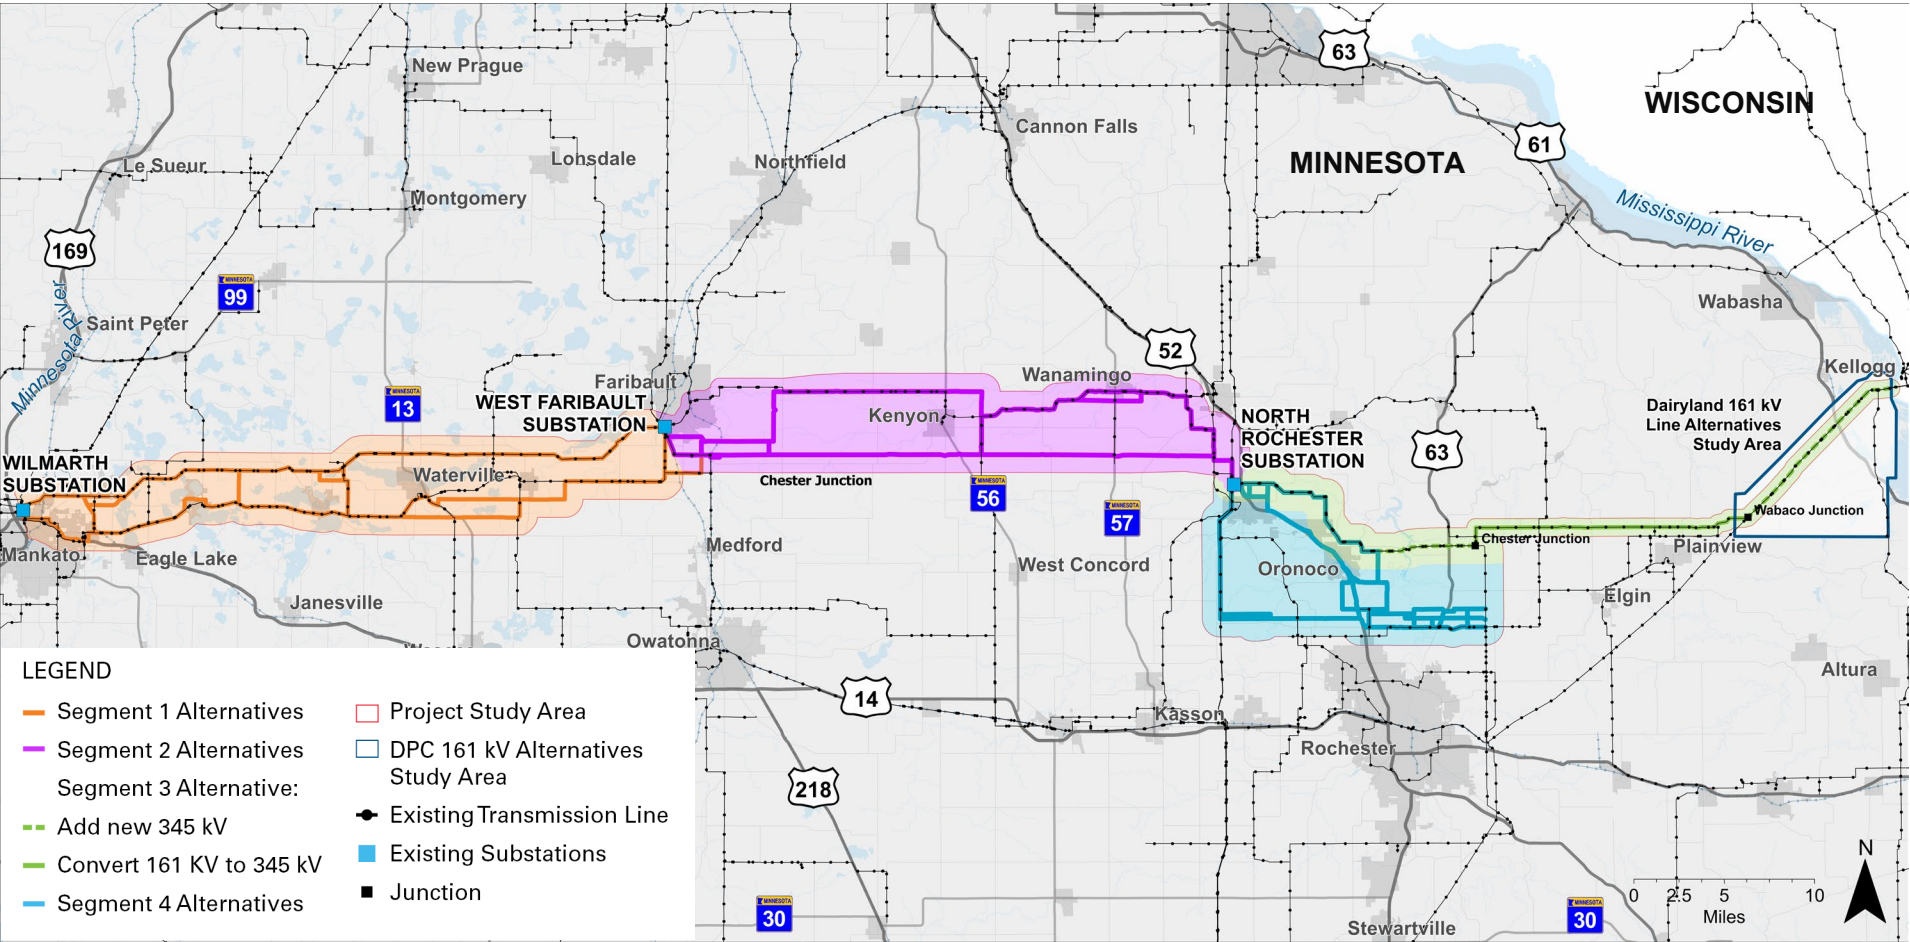 New Prague
63
WISCONSIN
Cannon Falls
61
MINNESOTA
Le Sueur
Lonsdale
Northfield
Montgomery
Mississippi River
169
MINNESOTA
99
Minnesota River
Saint Peter
Wabasha
52
Kellogg
Faribault
Wanamingo
WEST FARIBAULT
SUBSTATION
MINNESOTA
13
Kenyon
NORTH
ROCHESTER
SUBSTATION
Dairyland 161 kV
Line Alternatives
Study Area
63
WILMARTH
SUBSTATION
Waterville
Chester Junction
MINNESOTA
56
MINNESOTA
57
Wabaco Junction
Chester Junction
Plainview
Mankato
Eagle Lake
Medford
West Concord
Oronoco
Janesville
Elgin
Owatonna
Altura
14
Kasson
Rochester
218
LEGEND
Segment 1 Alternatives
Segment 2 Alternatives
Segment 3 Alternative:
Add new 345 kV
Convert 161 KV to 345 kV
Segment 4 Alternatives
Project Study Area
DPC 161 kV Alternatives
Study Area
Existing Transmission Line
Existing Substations
Junction
MINNESOTA
30
MINNESOTA
30
Stewartville
0 2.5 5 10
Miles
N